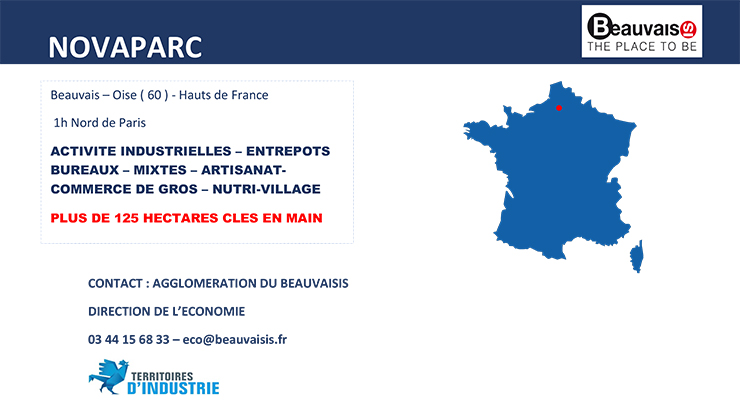 NOVAPARC
Beauvaisis
THE PLACE TO BE
Beauvais – Oise ( 60 ) - Hauts de France
1h Nord de Paris
ACTIVITE INDUSTRIELLES – ENTREPOTS
BUREAUX – MIXTES – ARTISANAT-
COMMERCE DE GROS – NUTRI-VILLAGE
PLUS DE 125 HECTARES CLES EN MAIN
CONTACT : AGGLOMERATION DU BEAUVAISIS
DIRECTION DE L’ECONOMIE
03 44 15 68 33 – eco@beauvaisis.fr
TERRITOIRES
D’INDUSTRIE